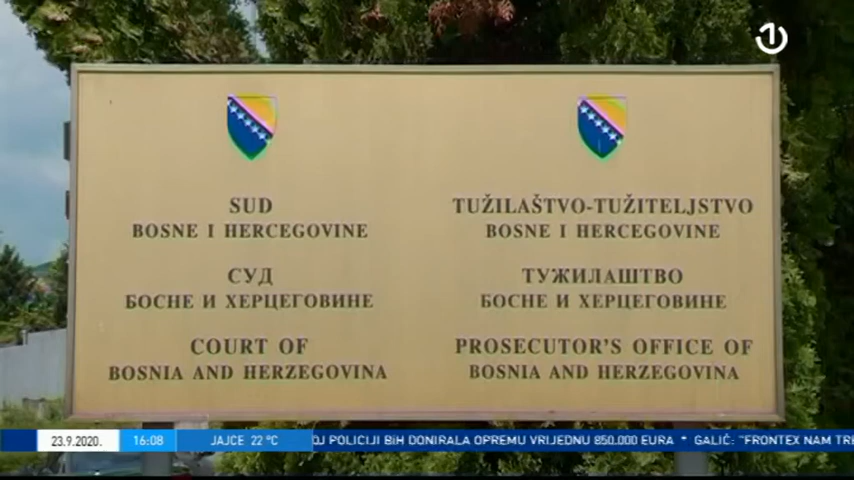 SUD
BOSNE I HERCEGOVINE
СУД
БОСНЕ И ХЕРЦЕГОВИНЕ
COURT OF
BOSNIA AND HERZEGOVINA
TUŽILAŠTVO-TUŽITELJSTVO
BOSNE I HERCEGOVINE
ТУЖИЛАШТВО
БОСНЕ И ХЕРЦЕГОВИНЕ
PROSECUTOR'S OFFICE OF
BOSNIA AND HERZEGOVINA
23.9.2020. 16:08 JAJCE 22 °C POLICIJI BiH DONIRALA OPREMU VRIJEDNU 850.000 EURA * GALIĆ: "FRONTEX NAM